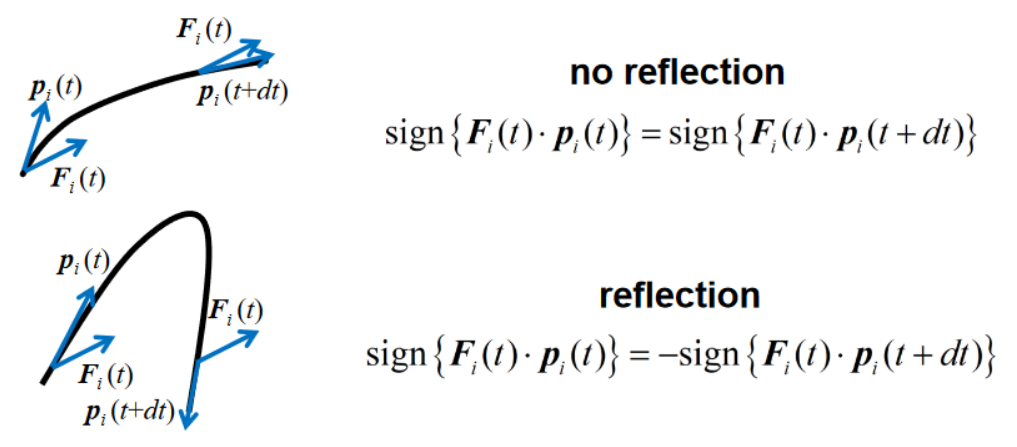 F_i(t)
p_i(t)
p_i(t+dt)
F_i(t)
no reflection
sign{F_i(t) · p_i(t)} = sign{F_i(t) · p_i(t + dt)}
p_i(t)
F_i(t)
F_i(t)
p_i(t+dt)
reflection
sign{F_i(t) · p_i(t)} = −sign{F_i(t) · p_i(t + dt)}